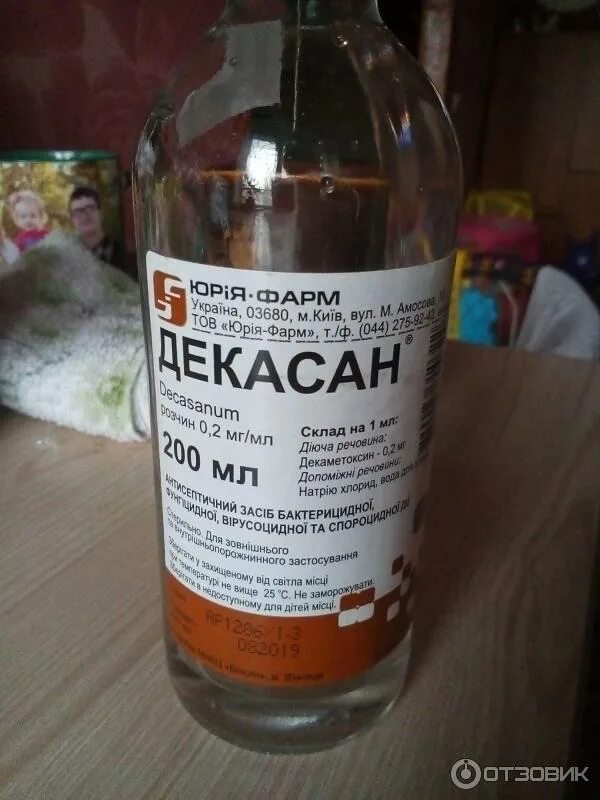 ЮРіЯ·ФАРМ
Україна, 03680, м.Київ, вул. М. Амосова,
ТОВ «Юрія-Фарм», т./ф. (044) 275-92-42,
ДЕКАСАН®
Decasanum
розчин 0,2 мг/мл
200 мл
Склад на 1 мл:
Діюча речовина:
Декаметоксин - 0,2 мг
Допоміжні речовини:
Натрію хлорид, вода для
АНТИСЕПТИЧНИЙ ЗАСІБ БАКТЕРИЦИДНОЇ,
ФУНГІЦИДНОЇ, ВІРУСОЦИДНОЇ ТА СПОРОЦИДНОЇ ДІЇ
Стерильно. Для зовнішнього
та внутрішньопорожнинного застосування
Зберігати у захищеному від світла місці
при температурі не вище 25 °C. Не заморожувати.
Зберігати в недоступному для дітей місці.
AP1286/1-3
082019
ОТЗОВИК